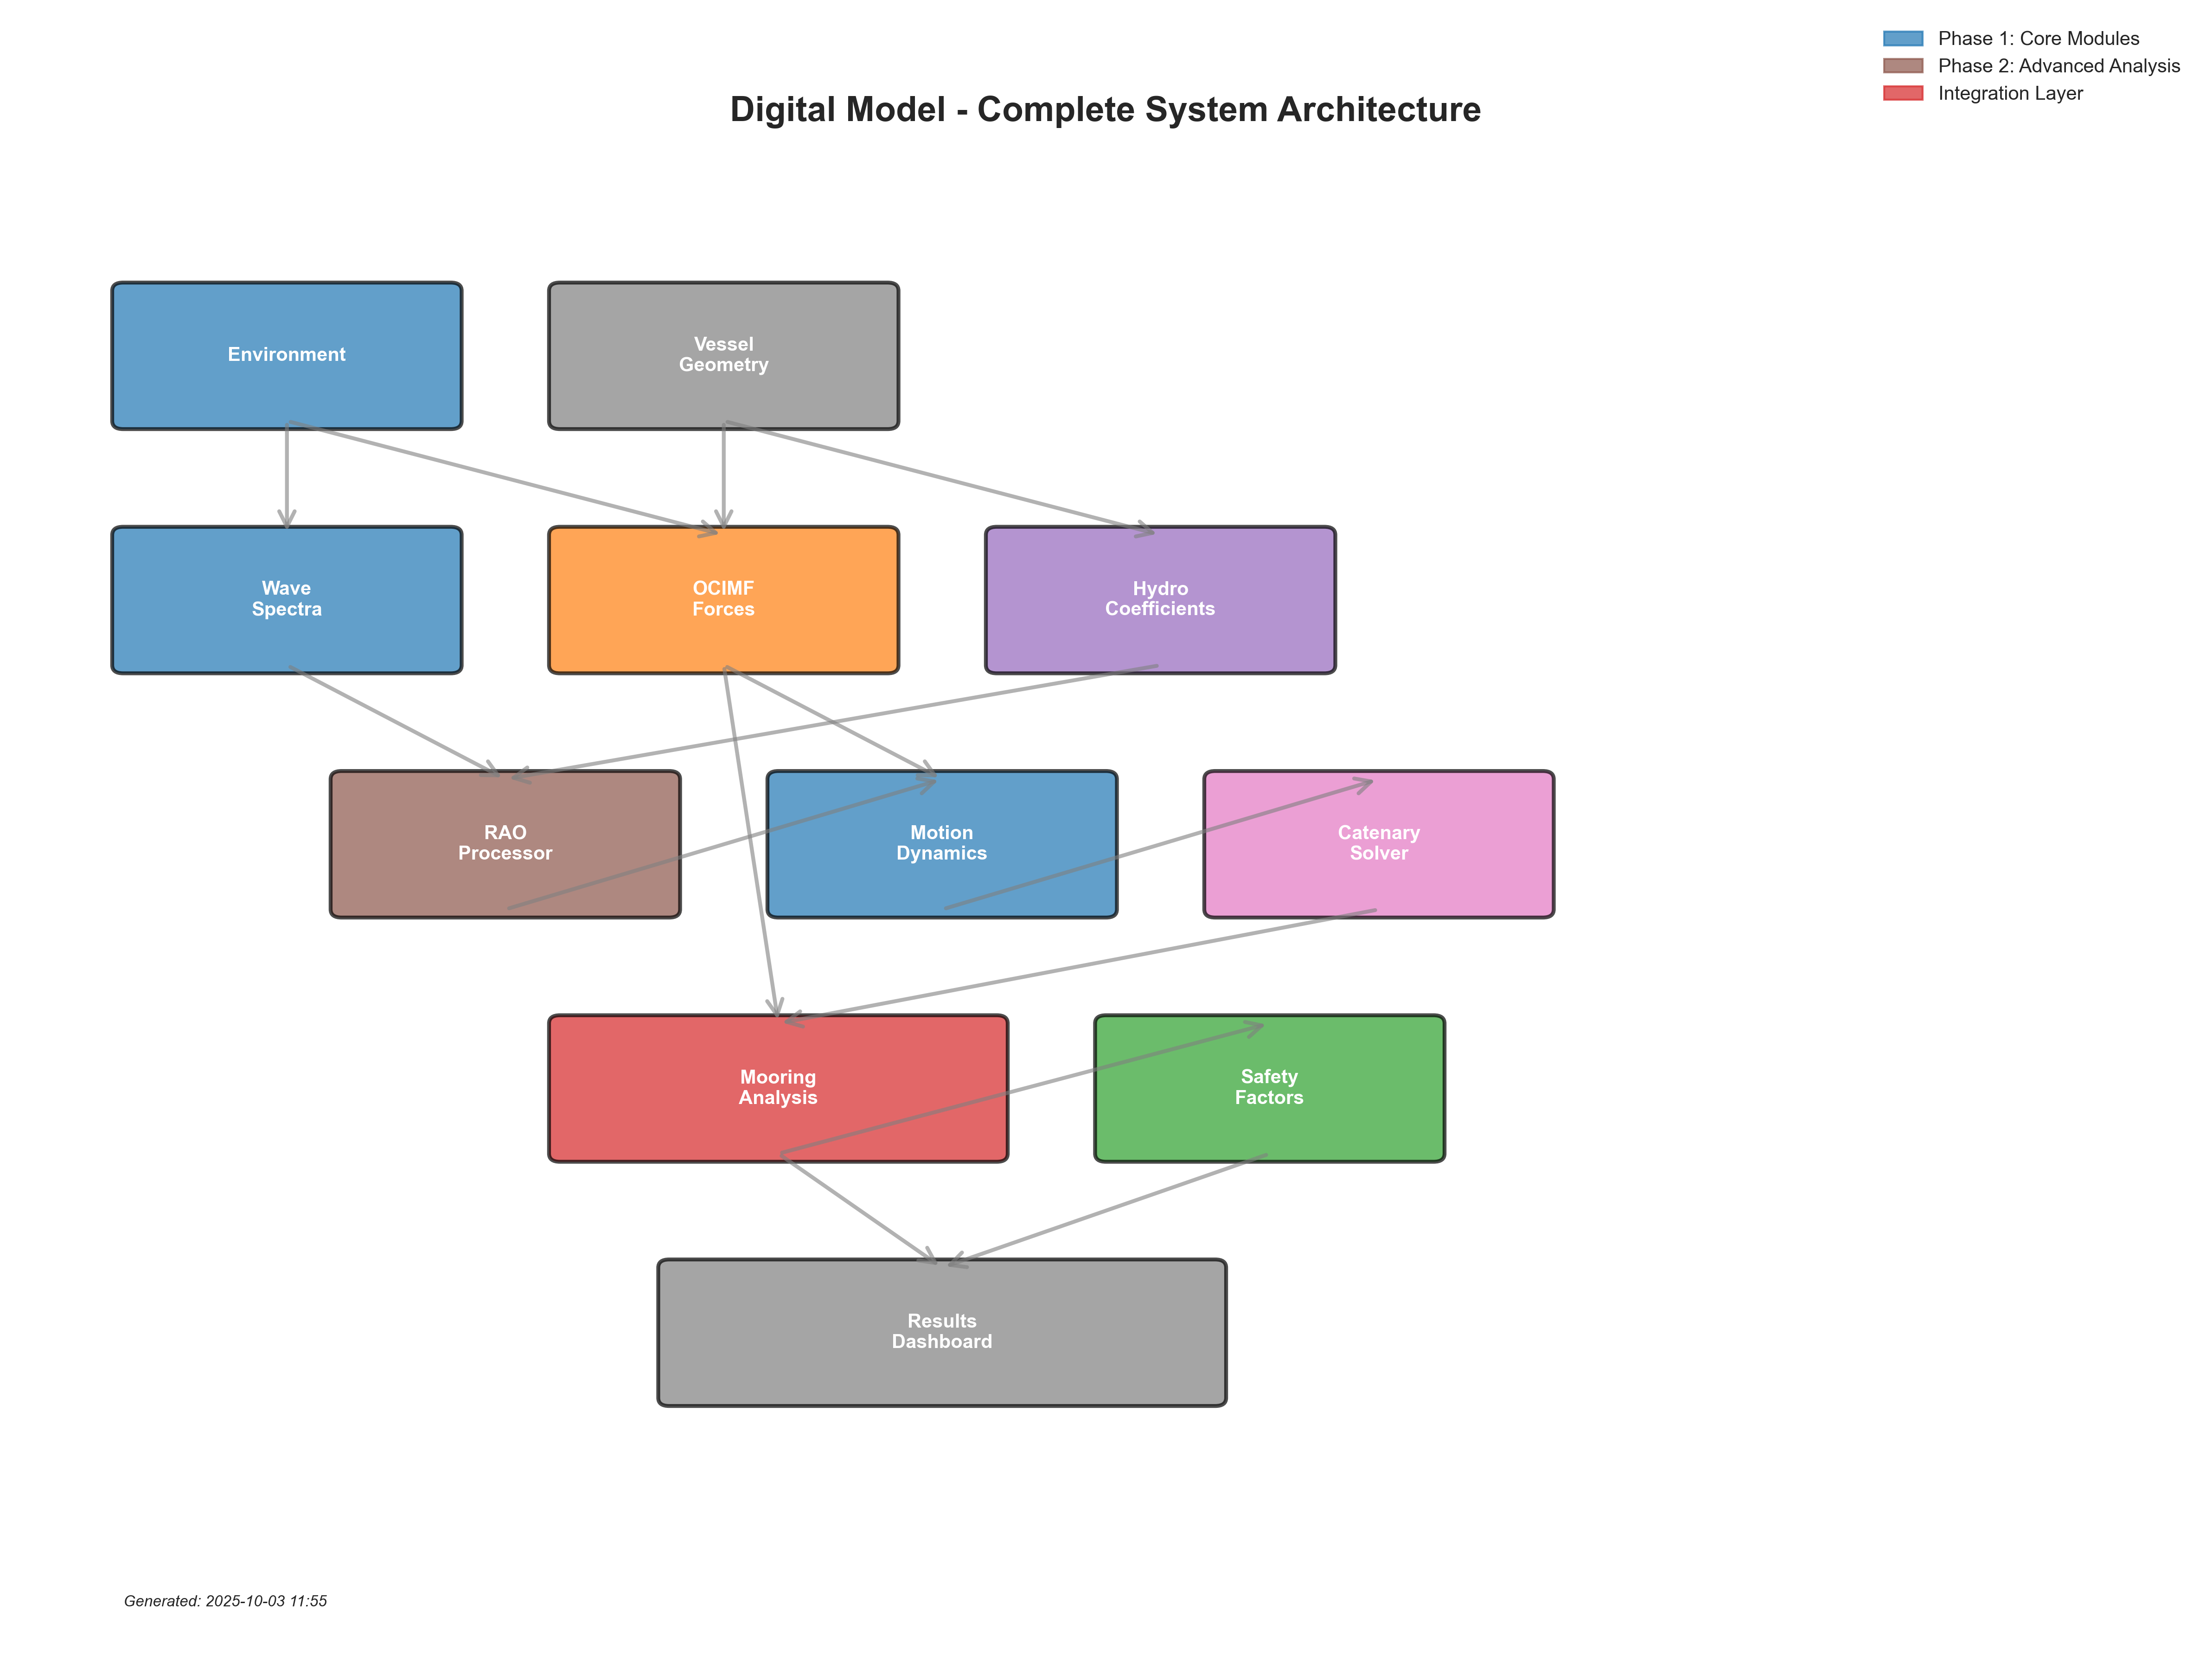 Phase 1: Core Modules
Phase 2: Advanced Analysis
Integration Layer
Digital Model - Complete System Architecture
Environment
Vessel
Geometry
Wave
Spectra
OCIMF
Forces
Hydro
Coefficients
RAO
Processor
Motion
Dynamics
Catenary
Solver
Mooring
Analysis
Safety
Factors
Results
Dashboard
Generated: 2025-10-03 11:55